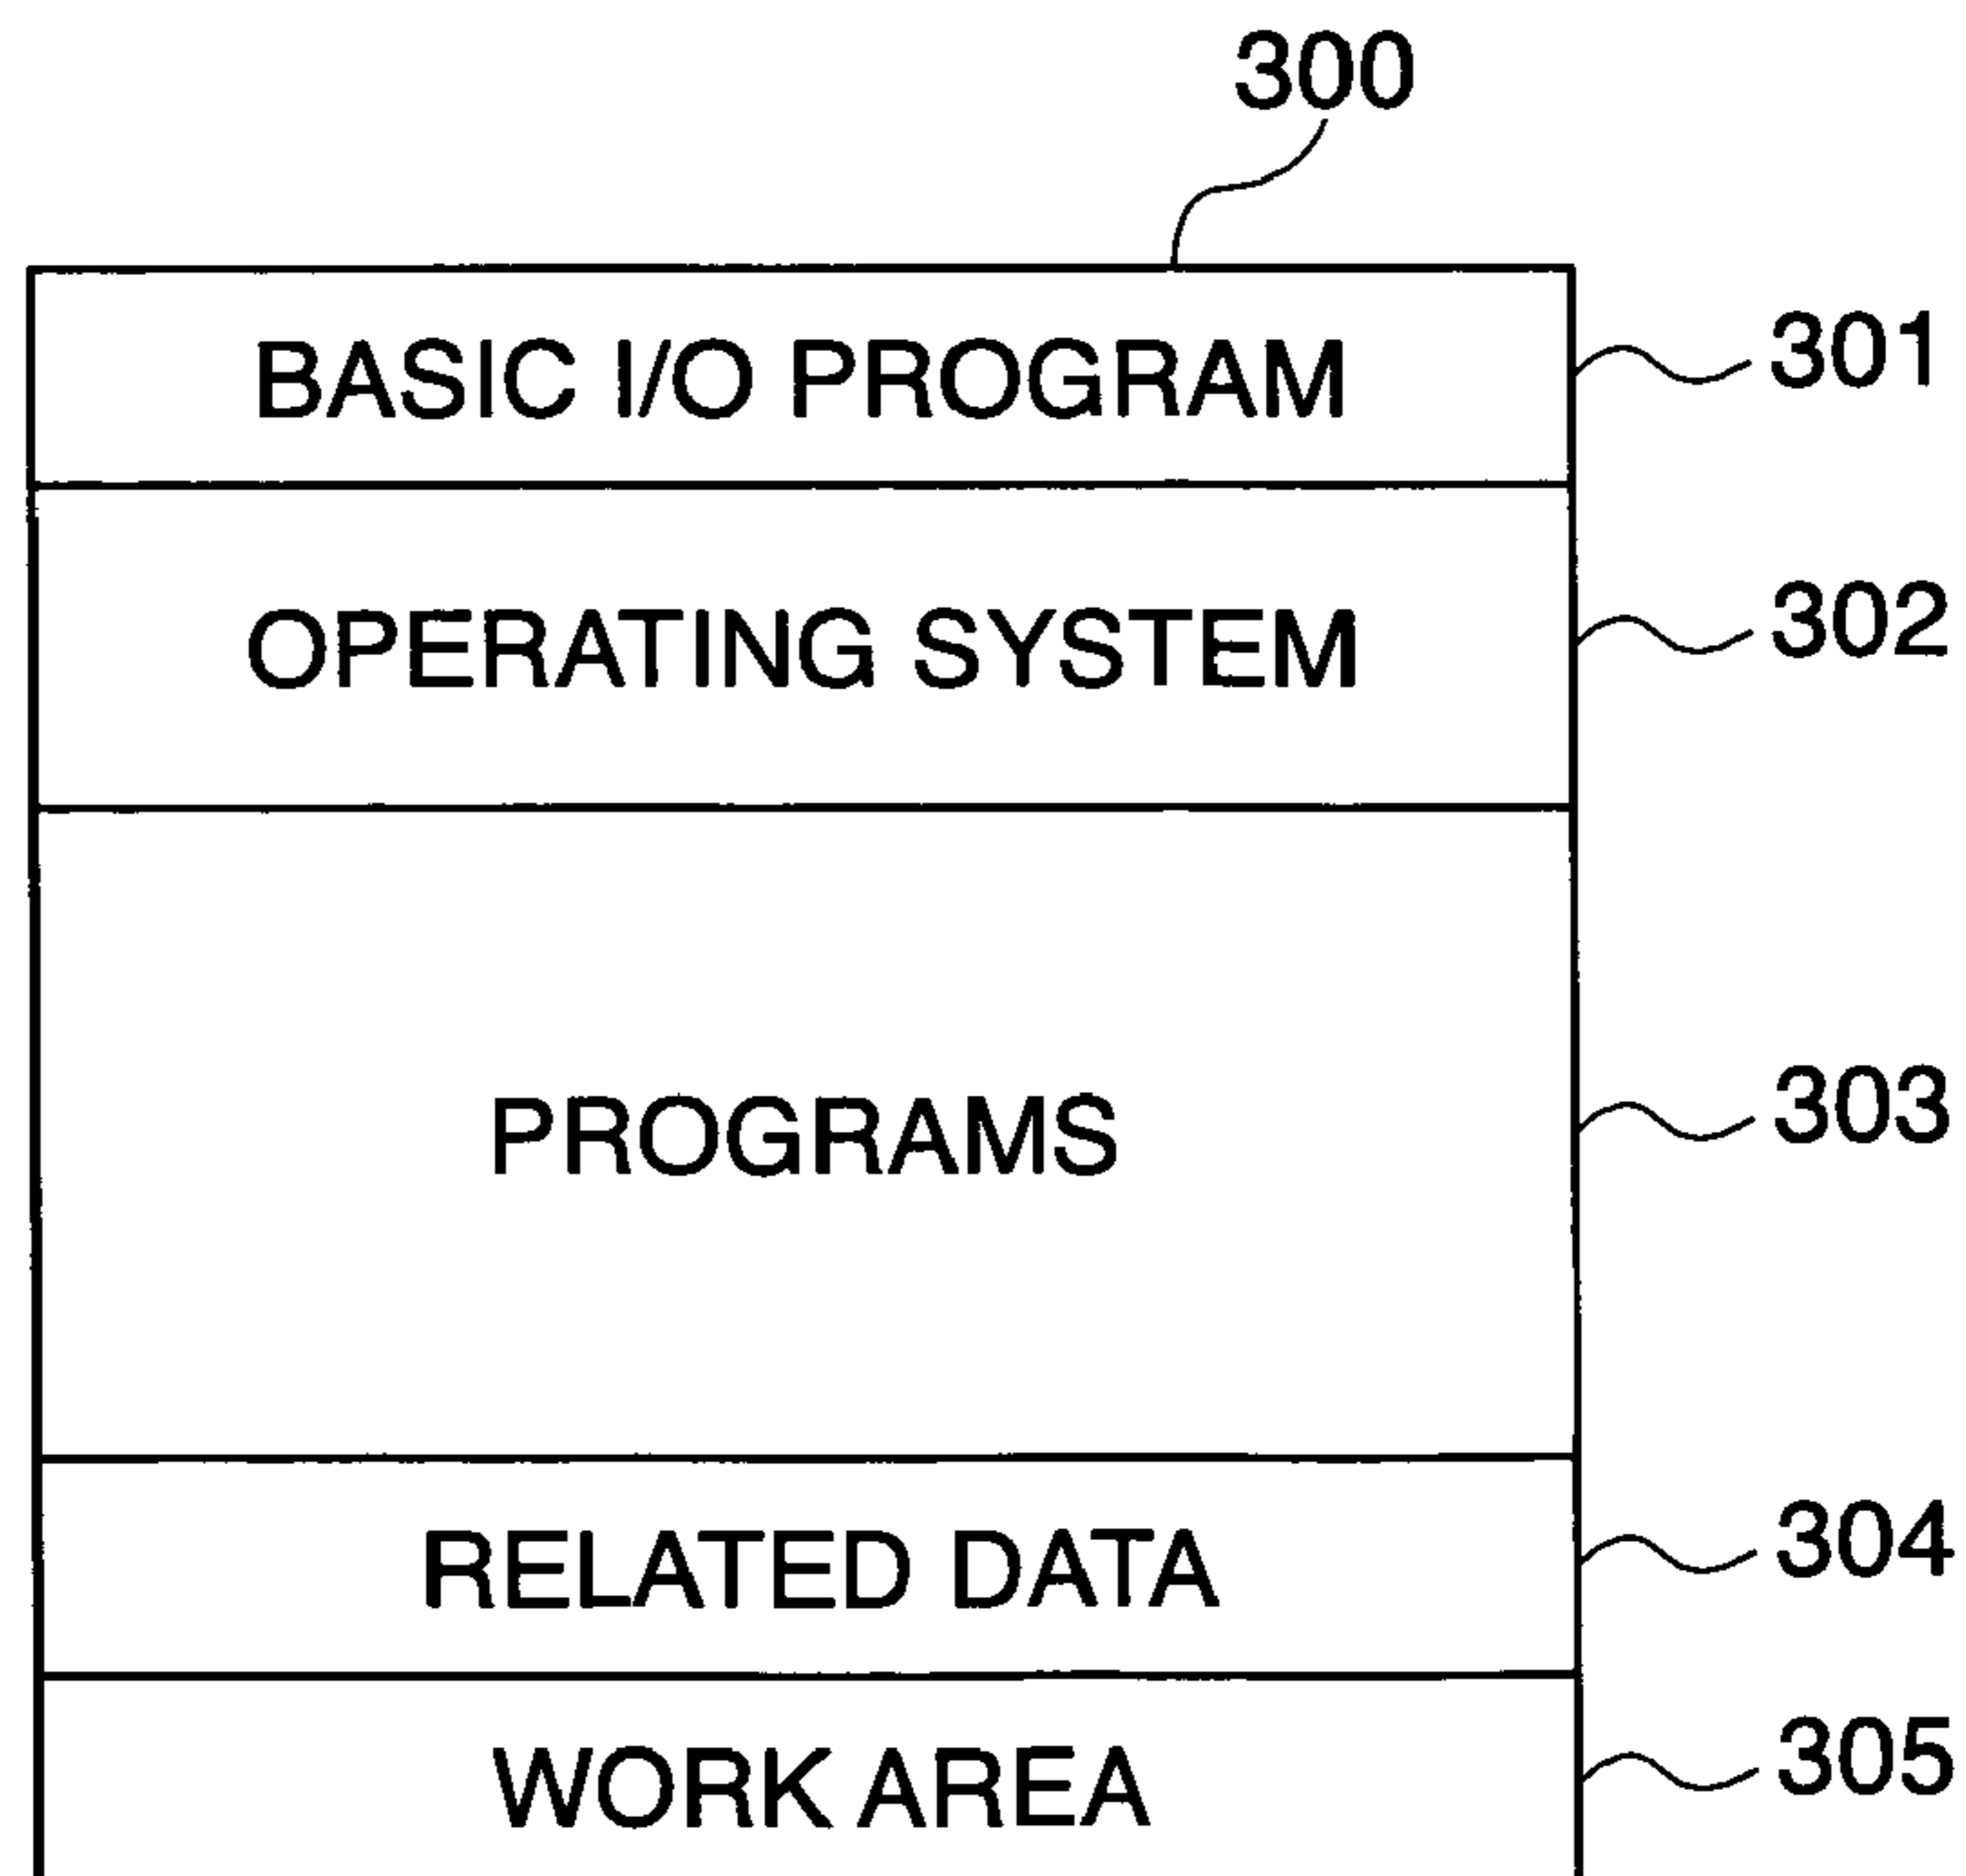 300
BASIC I/O PROGRAM 301
OPERATING SYSTEM 302
PROGRAMS 303
RELATED DATA 304
WORK AREA 305